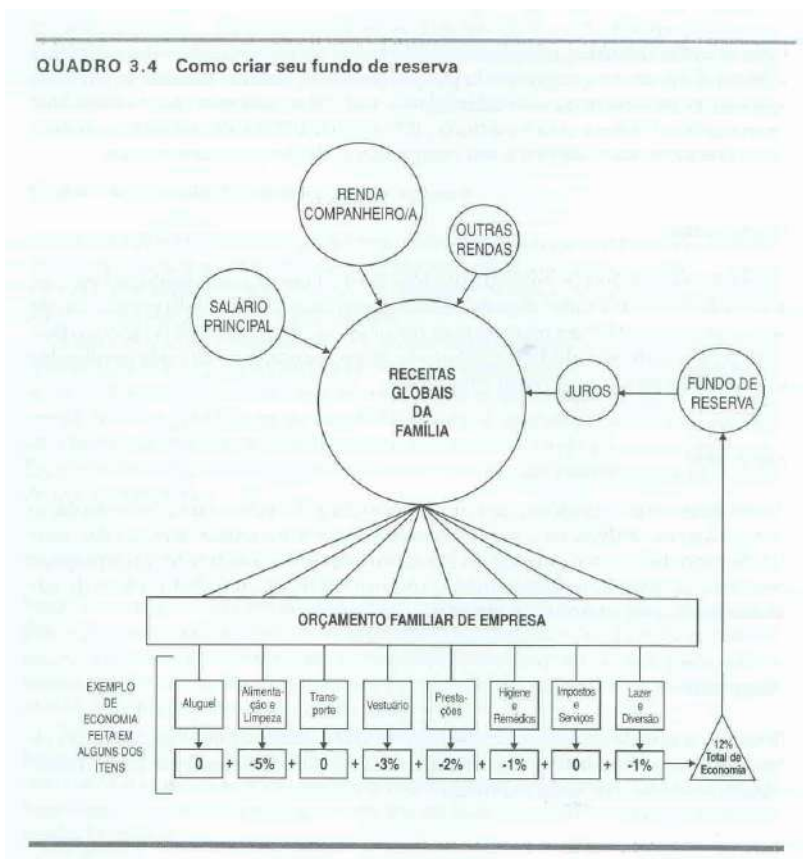 QUADRO 3.4 Como criar seu fundo de reserva
RENDA
COMPANHEIRO/A
OUTRAS
RENDAS
SALÁRIO
PRINCIPAL
RECEITAS
GLOBAIS
DA
FAMÍLIA
JUROS
FUNDO DE
RESERVA
ORÇAMENTO FAMILIAR DE EMPRESA
EXEMPLO
DE
ECONOMIA
FEITA EM
ALGUNS DOS
ÍTENS
Aluguel
Alimenta-
ção e
Limpeza
Trans-
porte
Vestuário
Presta-
ções
Higiene
e
Remédios
Impostos
e
Serviços
Lazer
e
Diversão
0 + -5% + 0 + -3% + -2% + -1% + 0 + -1%
12%
Total de
Economia